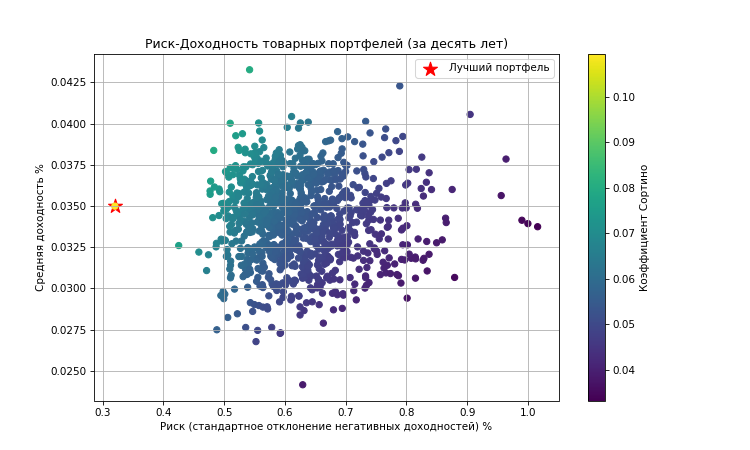 Риск-Доходность товарных портфелей (за десять лет)
Лучший портфель
Средняя доходность %
0.0425
0.0400
0.0375
0.0350
0.0325
0.0300
0.0275
0.0250
0.3 0.4 0.5 0.6 0.7 0.8 0.9 1.0
Риск (стандартное отклонение негативных доходностей) %
0.10
0.09
0.08
0.07
0.06
0.05
0.04
Коэффициент Сортино